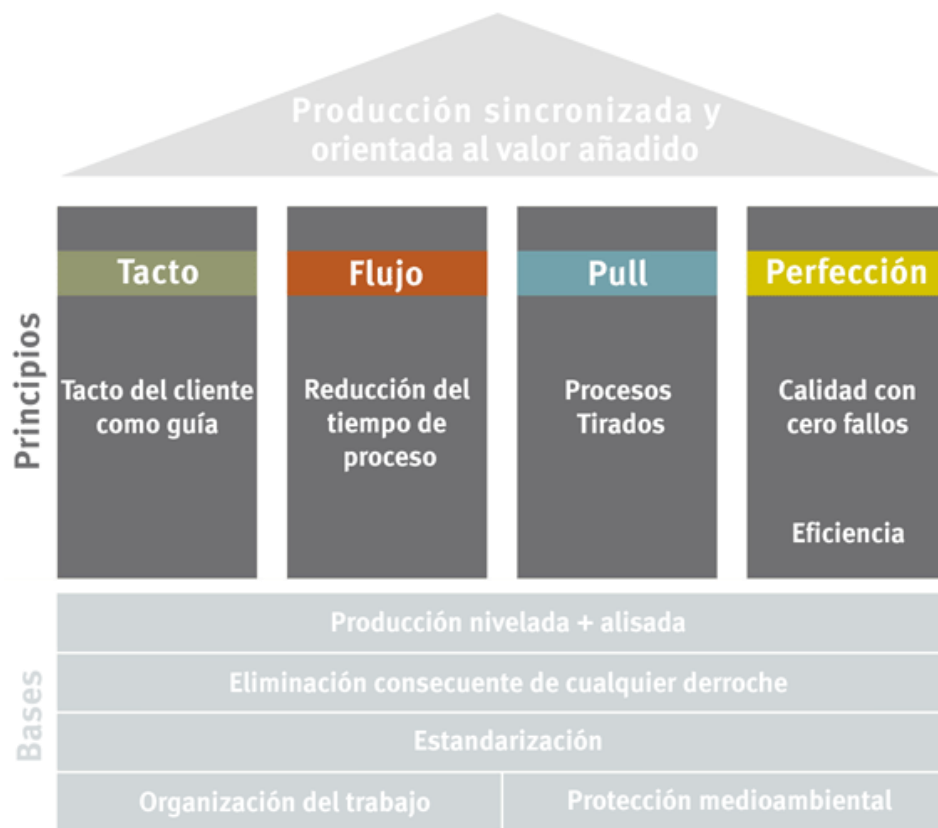 Producción sincronizada y
orientada al valor añadido
Principios
Tacto
Tacto del cliente
como guía
Flujo
Reducción del
tiempo de
proceso
Pull
Procesos
Tirados
Perfección
Calidad con
cero fallos
Eficiencia
Bases
Producción nivelada + alisada
Eliminación consecuente de cualquier derroche
Estandarización
Organización del trabajo
Protección medioambiental